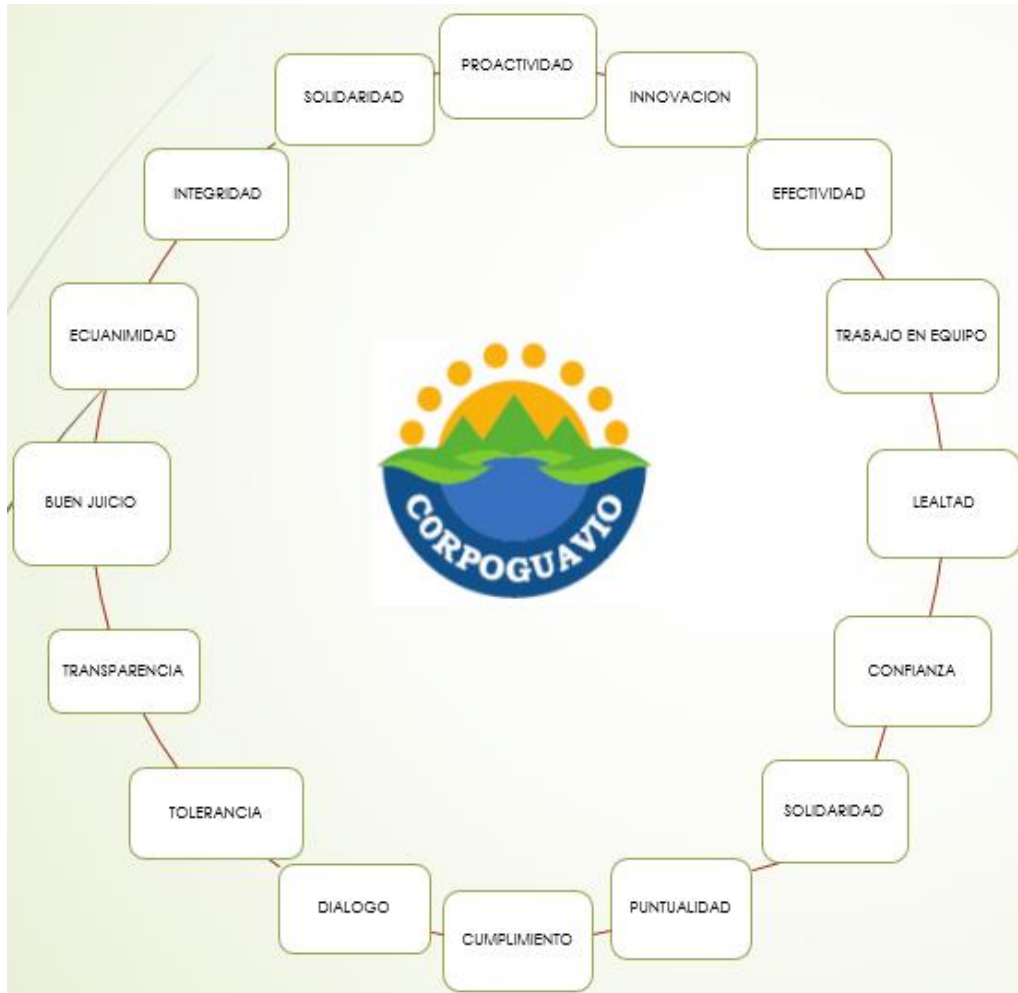 PROACTIVIDAD
INNOVACION
EFECTIVIDAD
TRABAJO EN EQUIPO
LEALTAD
CONFIANZA
SOLIDARIDAD
PUNTUALIDAD
CUMPLIMIENTO
DIALOGO
TOLERANCIA
TRANSPARENCIA
BUEN JUICIO
ECUANIMIDAD
INTEGRIDAD
SOLIDARIDAD
CORPOGUAVIO